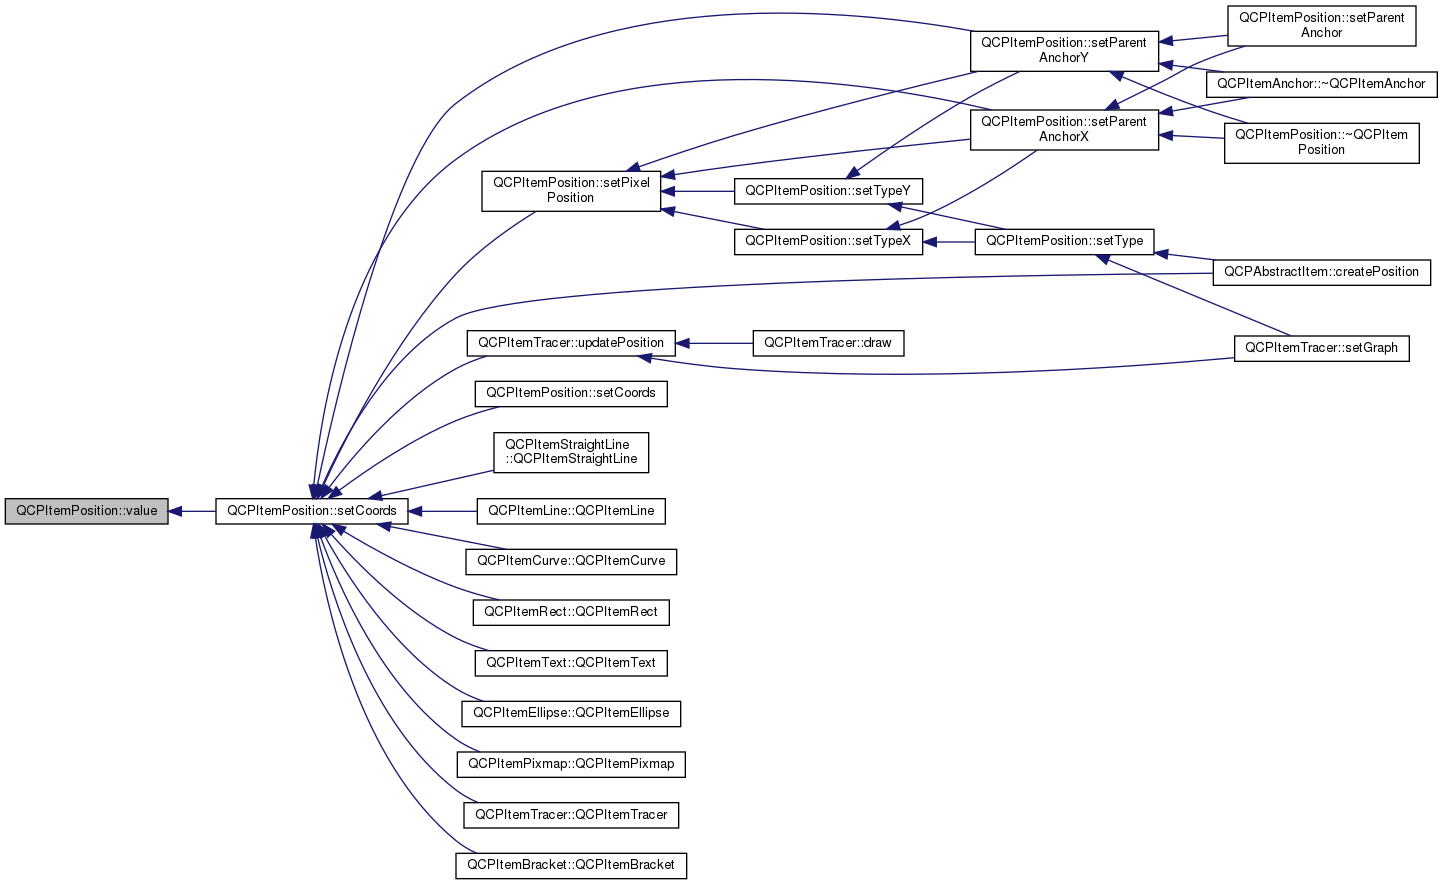 QCPItemPosition::value
QCPItemPosition::setCoords
QCPItemPosition::setPixel
Position
QCPItemPosition::setParent
AnchorY
QCPItemPosition::setParent
AnchorX
QCPItemPosition::setParent
Anchor
QCPItemAnchor::~QCPItemAnchor
QCPItemPosition::~QCPItem
Position
QCPItemPosition::setTypeY
QCPItemPosition::setTypeX
QCPItemPosition::setType
QCPAbstractItem::createPosition
QCPItemTracer::setGraph
QCPItemTracer::updatePosition
QCPItemTracer::draw
QCPItemPosition::setCoords
QCPItemStraightLine
::QCPItemStraightLine
QCPItemLine::QCPItemLine
QCPItemCurve::QCPItemCurve
QCPItemRect::QCPItemRect
QCPItemText::QCPItemText
QCPItemEllipse::QCPItemEllipse
QCPItemPixmap::QCPItemPixmap
QCPItemTracer::QCPItemTracer
QCPItemBracket::QCPItemBracket